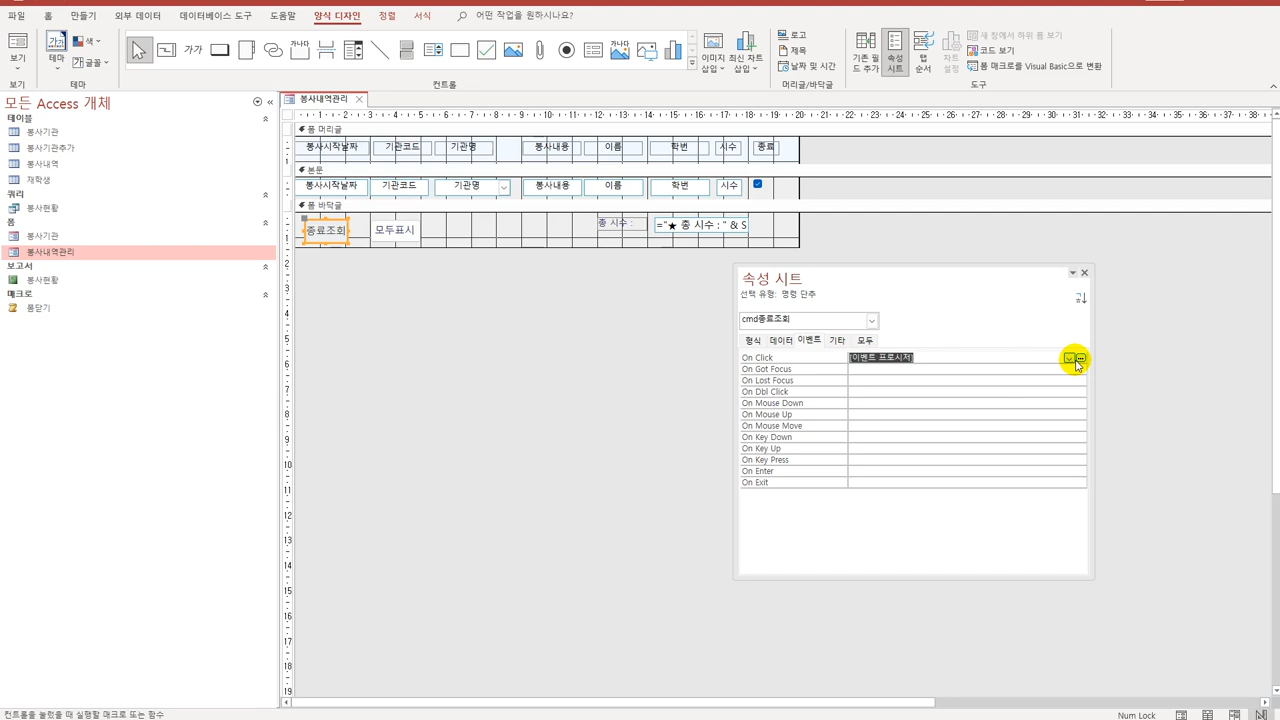 파일 홈 만들기 외부 데이터 데이터베이스 도구 도움말 양식 디자인 정렬 서식 어떤 작업을 원하시나요?
보기 테마 색 글꼴 가가 가나다 이미지 삽입 최신 차트 삽입 로고 제목 날짜 및 시간 기존 필드 추가 속성 시트 탭 순서 차트 설정 새 창에서 하위 폼 보기 코드 보기 폼 매크로를 Visual Basic으로 변환
보기 테마 컨트롤 머리글/바닥글 도구
모든 Access 개체
테이블
봉사기관
봉사기관추가
봉사내역
재학생
쿼리
봉사현황
폼
봉사기관
봉사내역관리
보고서
봉사현황
매크로
폼닫기
봉사내역관리
폼 머리글
봉사시작날짜 기관코드 기관명 봉사내용 이름 학번 시수 종료
본문
봉사시작날짜 기관코드 기관명 봉사내용 이름 학번 시수
폼 바닥글
종료조회 모두표시 총 시수 : ="★ 총 시수 : " & S
속성 시트
선택 유형: 명령 단추
cmd종료조회
형식 데이터 이벤트 기타 모두
On Click [이벤트 프로시저]
On Got Focus
On Lost Focus
On Dbl Click
On Mouse Down
On Mouse Up
On Mouse Move
On Key Down
On Key Up
On Key Press
On Enter
On Exit
컨트롤을 눌렀을 때 실행할 매크로 또는 함수
Num Lock